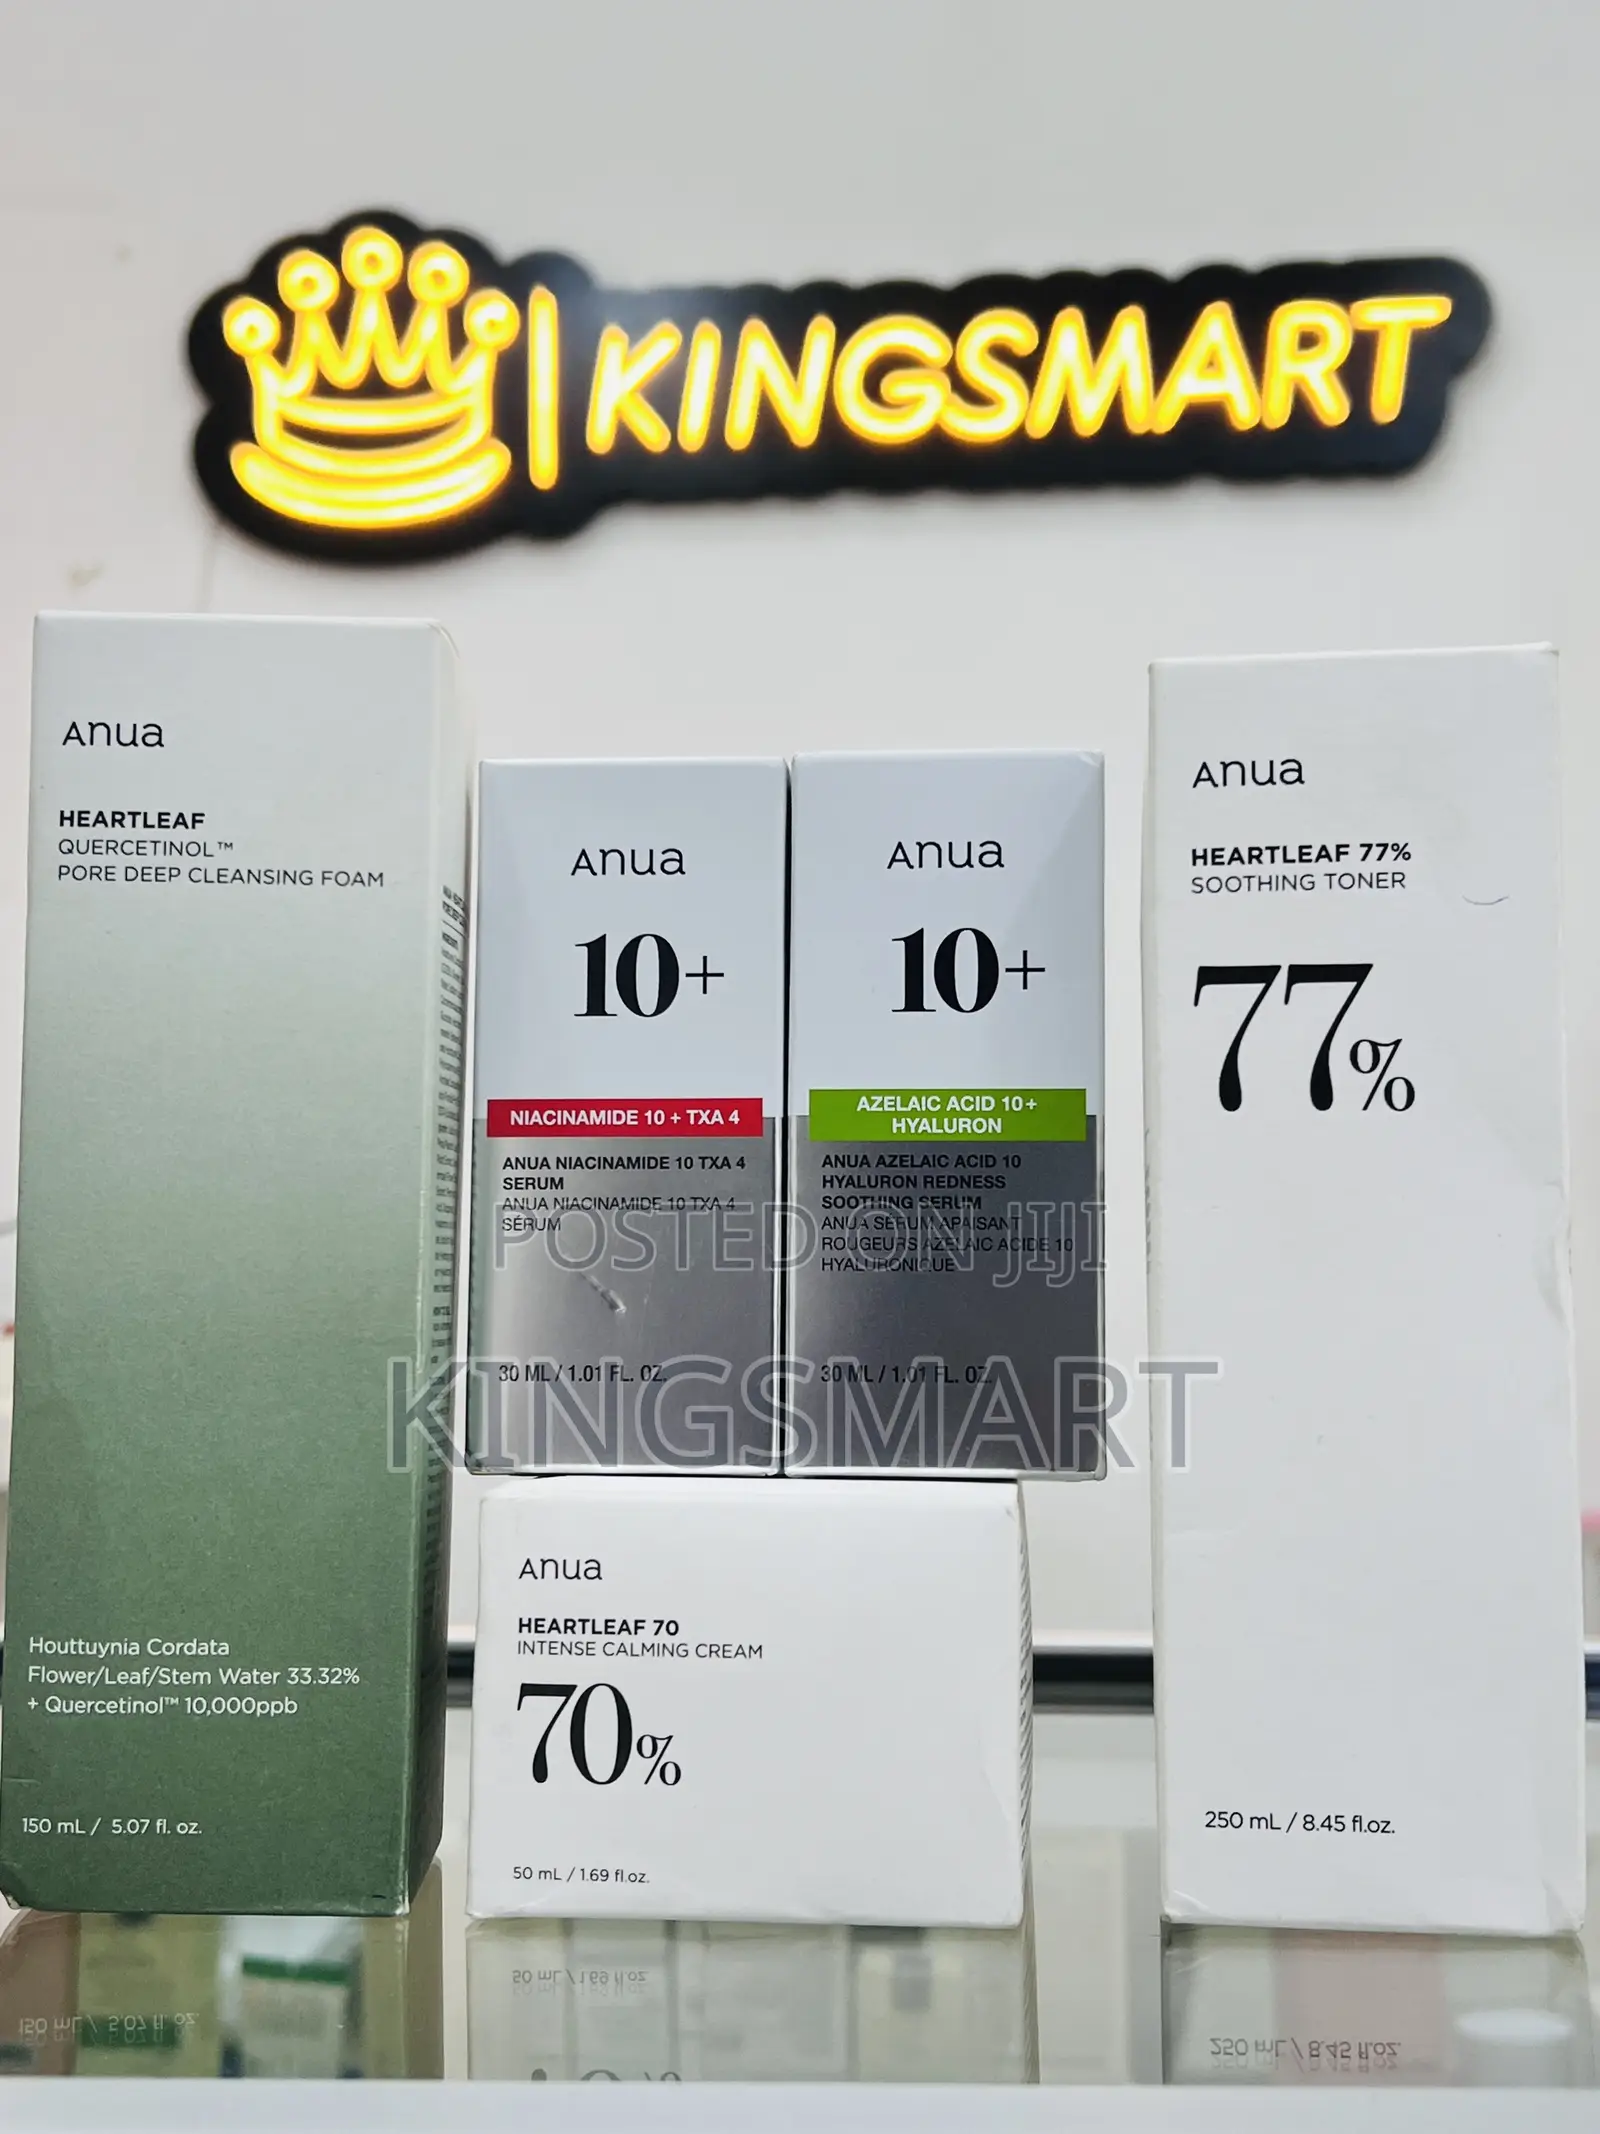 KINGSMART
Anua
HEARTLEAF
QUERCETINOL™
PORE DEEP CLEANSING FOAM
Houttuynia Cordata
Flower/Leaf/Stem Water 33.32%
+ Quercetinol™ 10,000ppb
150 mL / 5.07 fl. oz.
Anua
10+
NIACINAMIDE 10 + TXA 4
ANUA NIACINAMIDE 10 TXA 4
SERUM
ANUA NIACINAMIDE 10 TXA 4
SÉRUM
30 ML / 1.01 FL. OZ.
Anua
10+
AZELAIC ACID 10+
HYALURON
ANUA AZELAIC ACID 10
HYALURON REDNESS
SOOTHING SERUM
ANUA SÉRUM APAISANT
ROUGEURS AZELAIC ACIDE 10
HYALURONIQUE
30 ML / 1.01 FL. OZ.
POSTED ON JIJI
KINGSMART
Anua
HEARTLEAF 70
INTENSE CALMING CREAM
70%
50 mL / 1.69 fl.oz.
Anua
HEARTLEAF 77%
SOOTHING TONER
77%
250 mL / 8.45 fl.oz.